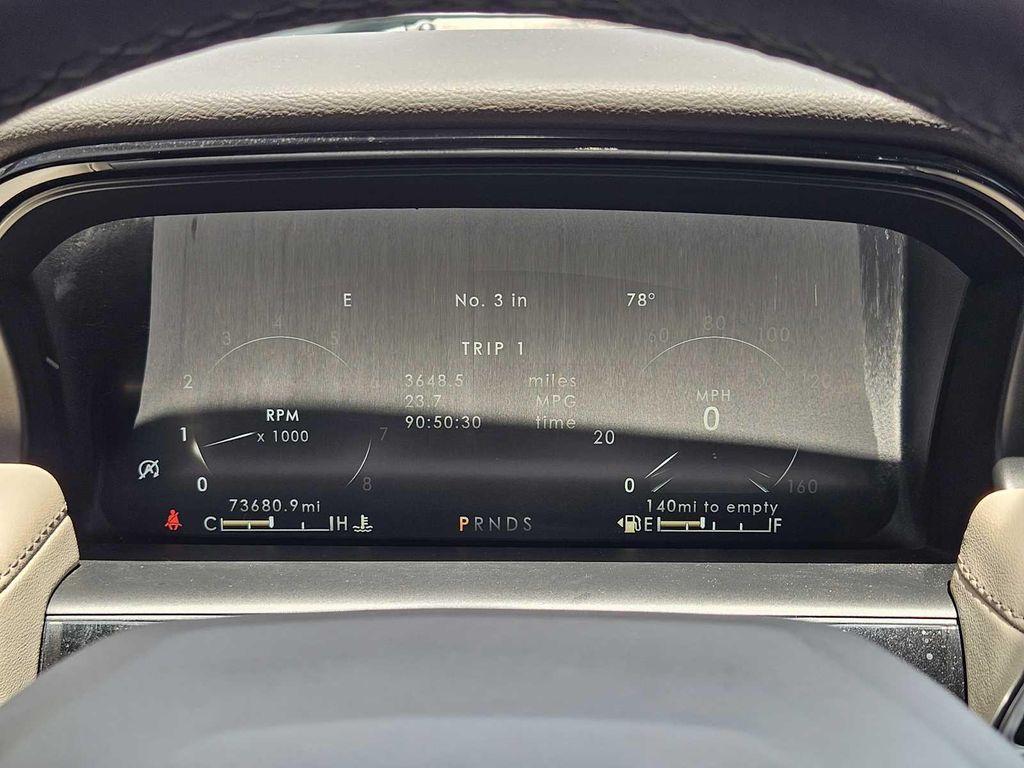 E No. 3 in 78°
TRIP 1
3648.5 miles
23.7 MPG
90:50:30 time
3 4 5
2 6
RPM
x 1000
1 7
0 8
60 80 100
120
MPH
0
20
0 160
73680.9mi
C H
PRNDS
140mi to empty
E F
A